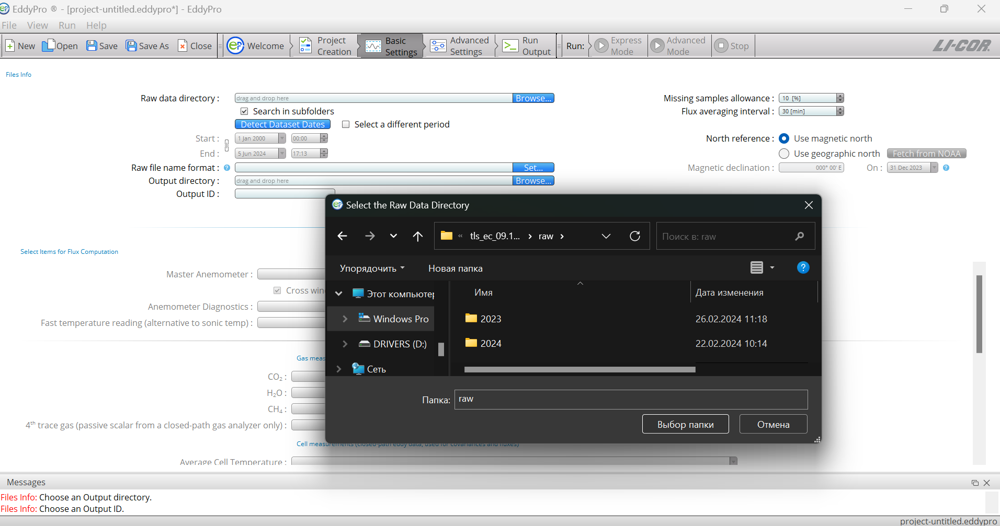 EddyPro ® - [project-untitled.eddypro*] - EddyPro
File View Run Help
New Open Save Save As Close Welcome Project Creation Basic Settings Advanced Settings Run Output Run: Express Mode Advanced Mode Stop LI-COR
Files Info
Raw data directory : drag and drop here Browse... Missing samples allowance : 10 [%]
Search in subfolders Flux averaging interval : 30 [min]
Detect Dataset Dates Select a different period
Start : 1 Jan 2000 00:00 North reference : Use magnetic north
End : 5 Jun 2024 17:13 Use geographic north Fetch from NOAA
Raw file name format : ? Set... Magnetic declination : 000° 00' E On : 31 Dec 2023 ?
Output directory : drag and drop here Browse...
Output ID :
Select the Raw Data Directory
« tls_ec_09.1... › raw › Поиск в: raw
Упорядочить Новая папка ?
Имя Дата изменения
Этот компьютер
Windows Pro 2023 26.02.2024 11:18
DRIVERS (D:) 2024 22.02.2024 10:14
Сеть
Папка: raw
Выбор папки Отмена
Select Items for Flux Computation
Master Anemometer :
Cross win
Anemometer Diagnostics :
Fast temperature reading (alternative to sonic temp) :
Gas meas
CO₂ :
H₂O :
CH₄ :
4th trace gas (passive scalar from a closed-path gas analyzer only) :
Cell measurements (closed-path eddy data, used for covariances and fluxes)
Average Cell Temperature :
Messages
Files Info: Choose an Output directory.
Files Info: Choose an Output ID.
project-untitled.eddypro